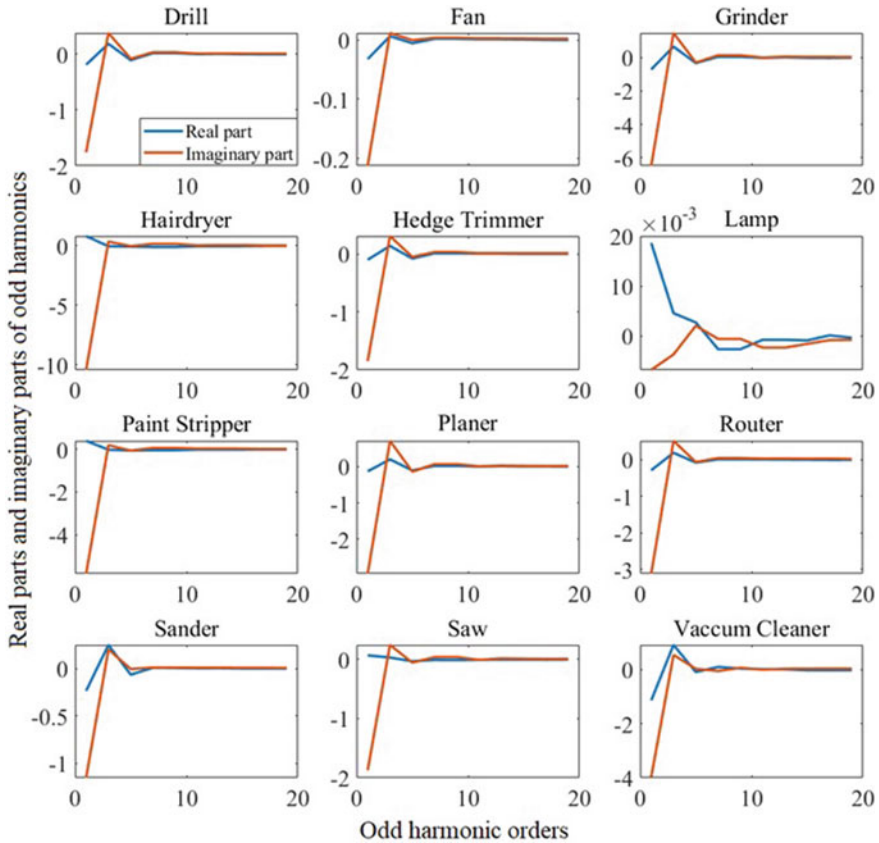 Drill Fan Grinder
0 0 0
-1 -0.1 -2
-2 -0.2 -4
-6
Real part
Imaginary part
0 10 20 0 10 20 0 10 20
Hairdryer Hedge Trimmer Lamp
×10-3
0 0 20
-5 -1 10
-10 -2 0
0 10 20 0 10 20 0 10 20
Paint Stripper Planer Router
0 0 0
-2 -1 -1
-4 -2 -2
-3
0 10 20 0 10 20 0 10 20
Sander Saw Vaccum Cleaner
0 0 0
-0.5 -1 -2
-1 -2 -4
0 10 20 0 10 20 0 10 20
Odd harmonic orders
Real parts and imaginary parts of odd harmonics